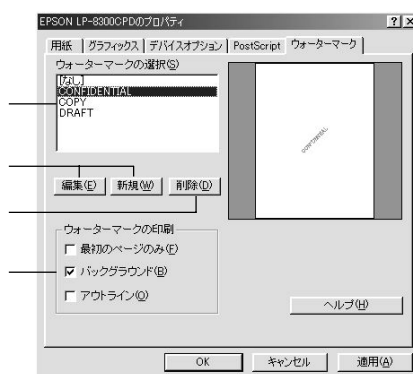 EPSON LP-8300CPDのプロパティ
用紙 グラフィックス デバイスオプション PostScript ウォーターマーク
ウォーターマークの選択(S)
[なし]
CONFIDENTIAL
COPY
DRAFT
CONFIDENTIAL
編集(E) 新規(W) 削除(D)
ウォーターマークの印刷
最初のページのみ(F)
バックグラウンド(B)
アウトライン(O)
ヘルプ(H)
OK キャンセル 適用(A)